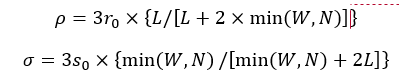 ρ = 3r₀ × {L/[L + 2 × min(W, N)]}
σ = 3s₀ × {min(W, N) /[min(W, N) + 2L]}